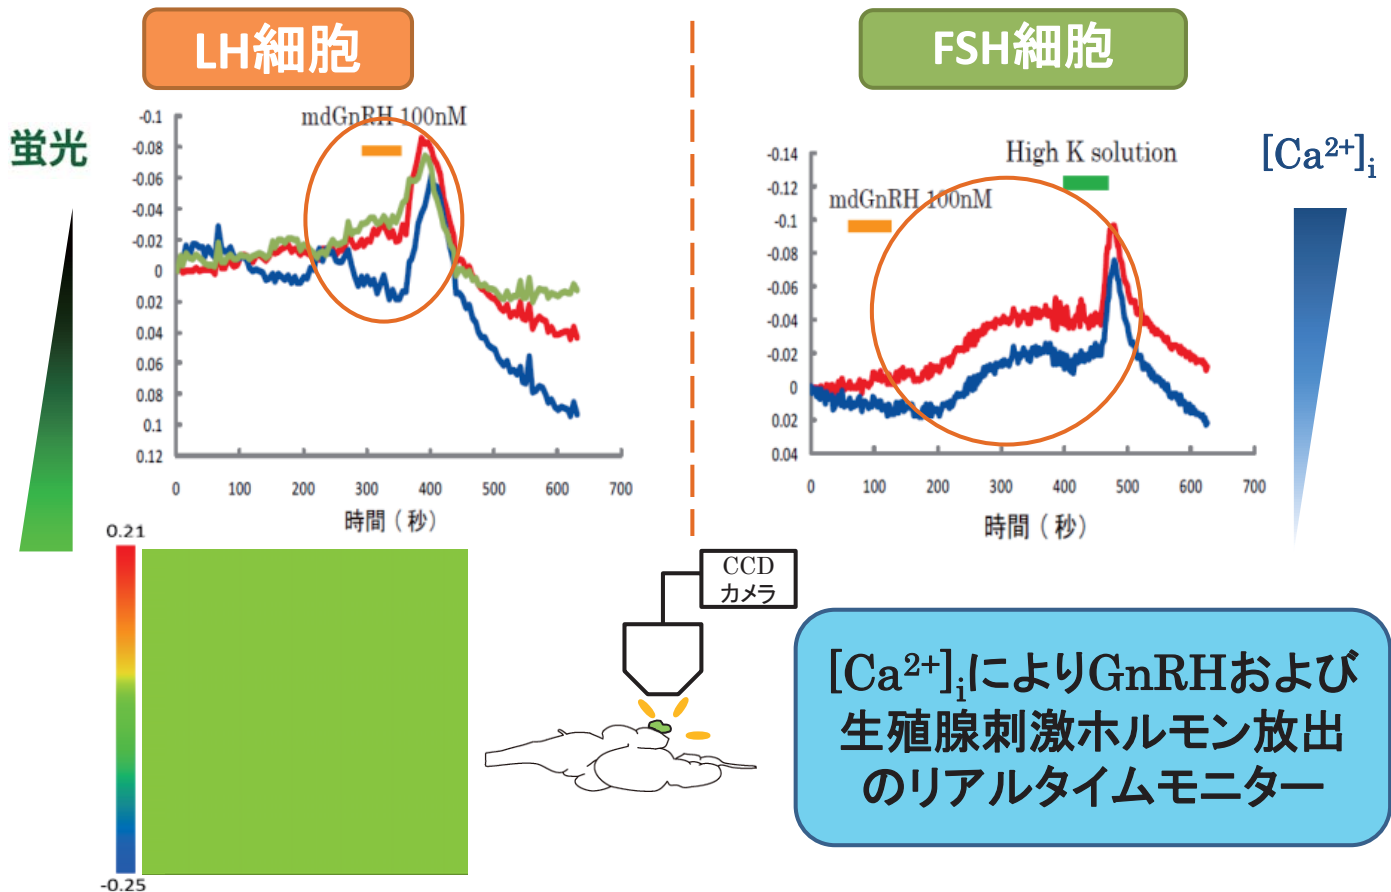 LH細胞
FSH細胞
蛍光
mdGnRH 100nM
-0.1
-0.08
-0.06
-0.04
-0.02
0
0.02
0.04
0.06
0.08
0.1
0.12
0
100
200
300
400
500
600
700
時間(秒)
High K solution
mdGnRH 100nM
-0.14
-0.12
-0.1
-0.08
-0.06
-0.04
-0.02
0
0.02
0.04
0
100
200
300
400
500
600
700
時間(秒)
[Ca²⁺]ᵢ
0.21
-0.25
CCD
カメラ
[Ca²⁺]ᵢによりGnRHおよび
生殖腺刺激ホルモン放出
のリアルタイムモニター